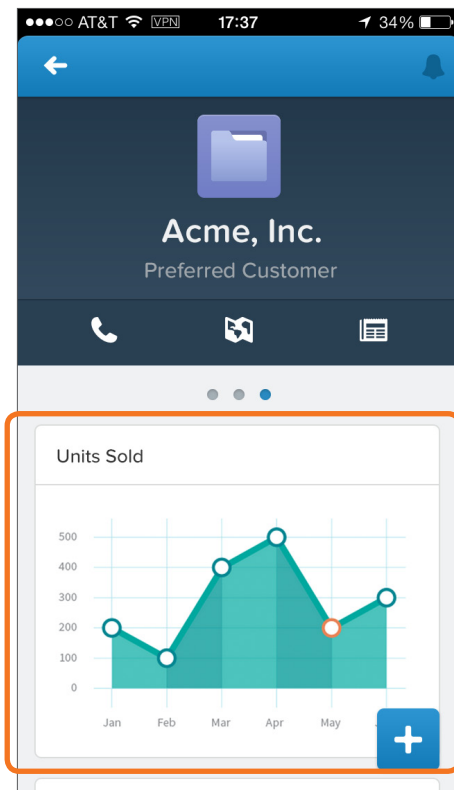 AT&T VPN 17:37 34%
Acme, Inc.
Preferred Customer
Units Sold
500
400
300
200
100
0
Jan Feb Mar Apr May